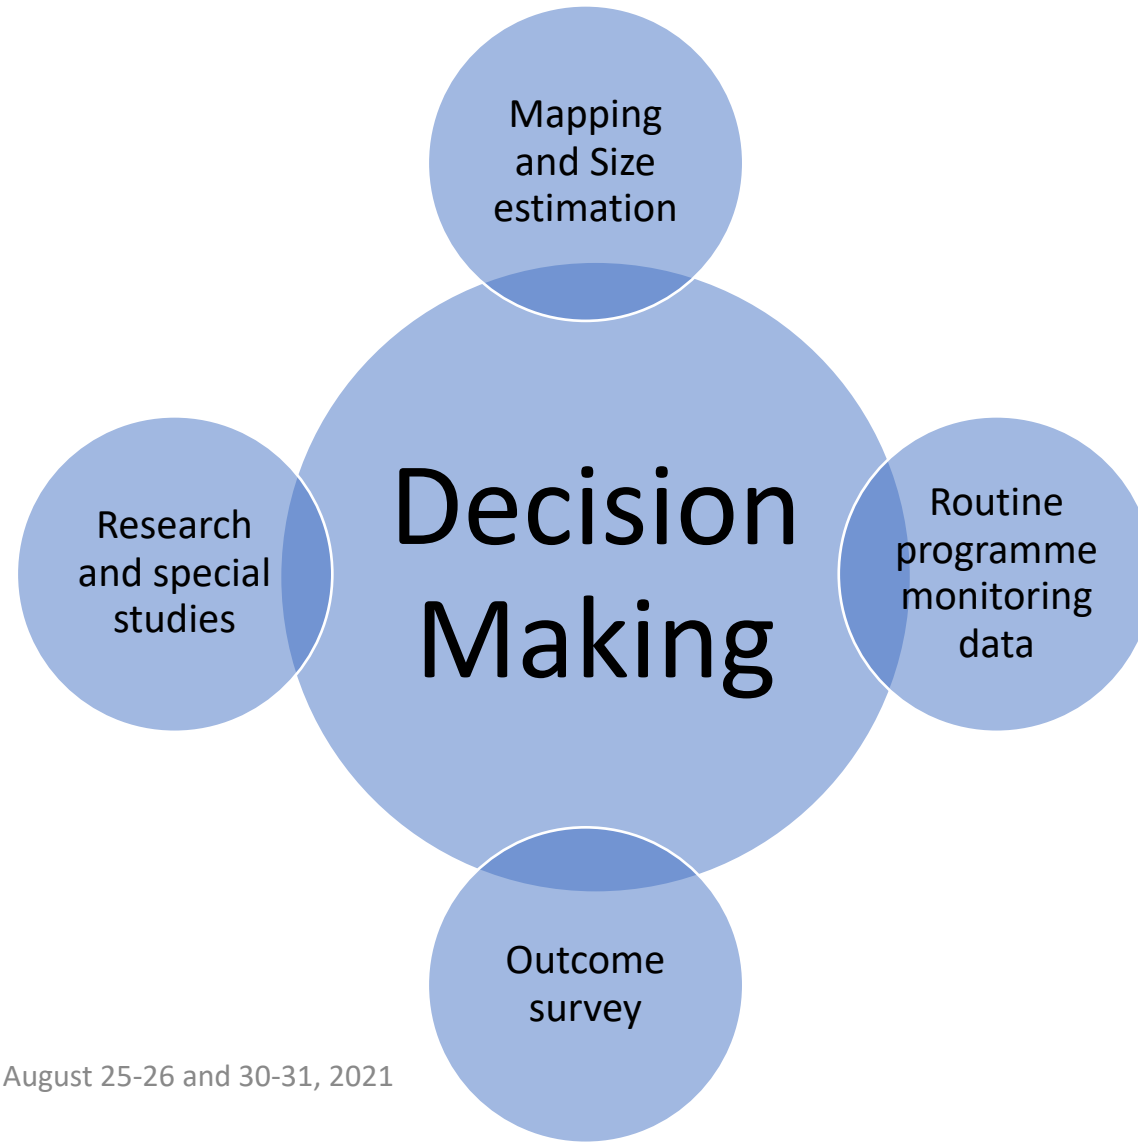 Mapping
and Size
estimation
Decision
Making
Research
and special
studies
Routine
programme
monitoring
data
Outcome
survey
August 25-26 and 30-31, 2021